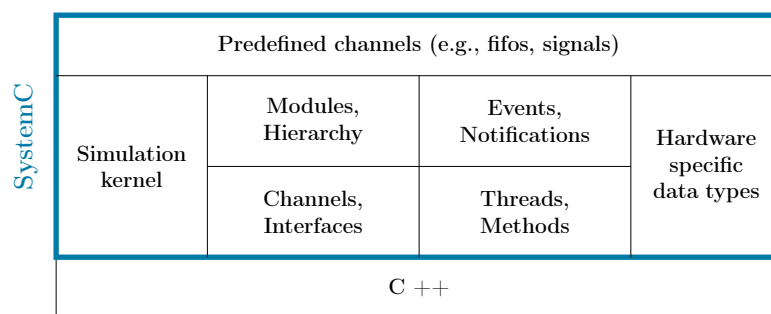 Predefined channels (e.g., fifos, signals)
SystemC
Simulation
kernel
Modules,
Hierarchy
Events,
Notifications
Channels,
Interfaces
Threads,
Methods
Hardware
specific
data types
C ++